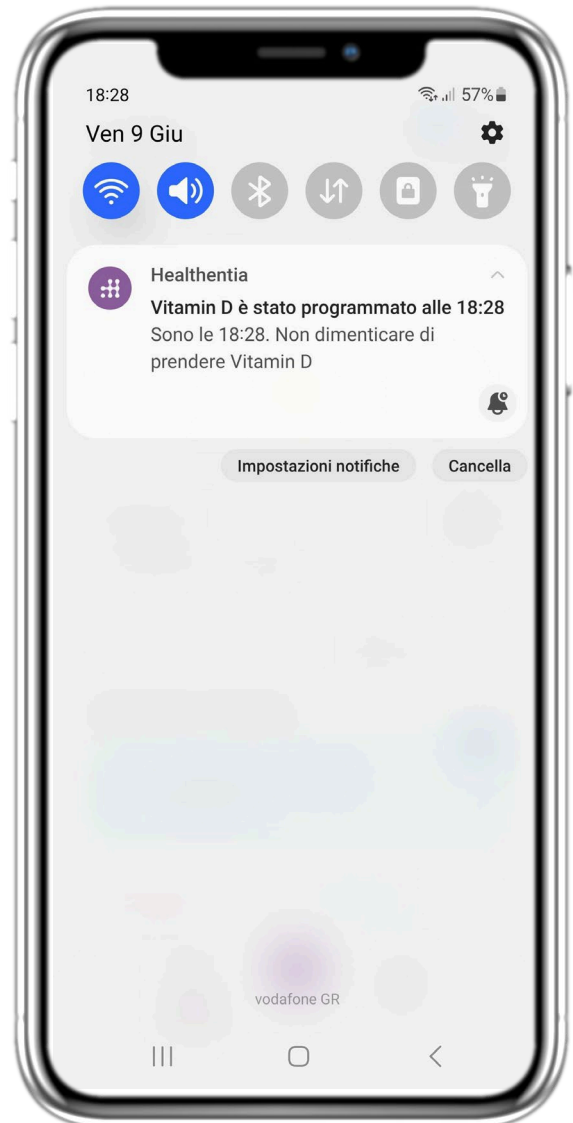 18:28 57%
Ven 9 Giu
Healthentia
Vitamin D è stato programmato alle 18:28
Sono le 18:28. Non dimenticare di
prendere Vitamin D
Impostazioni notifiche Cancella
vodafone GR